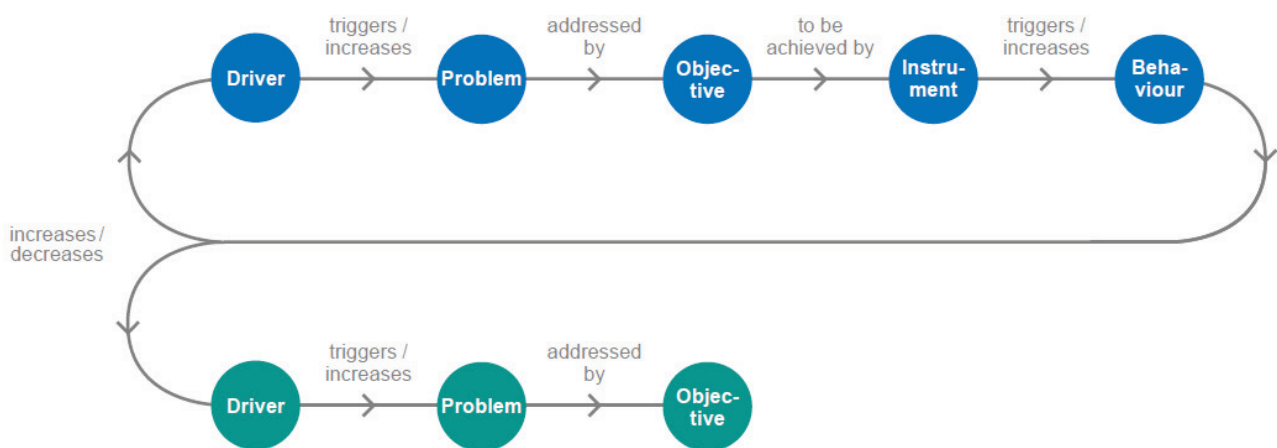 triggers /
increases
addressed
by
to be
achieved by
triggers /
increases
Driver
Problem
Objec-
tive
Instru-
ment
Beha-
viour
increases /
decreases
triggers /
increases
addressed
by
Driver
Problem
Objec-
tive